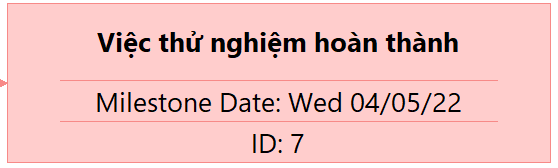 Việc thử nghiệm hoàn thành
Milestone Date: Wed 04/05/22
ID: 7